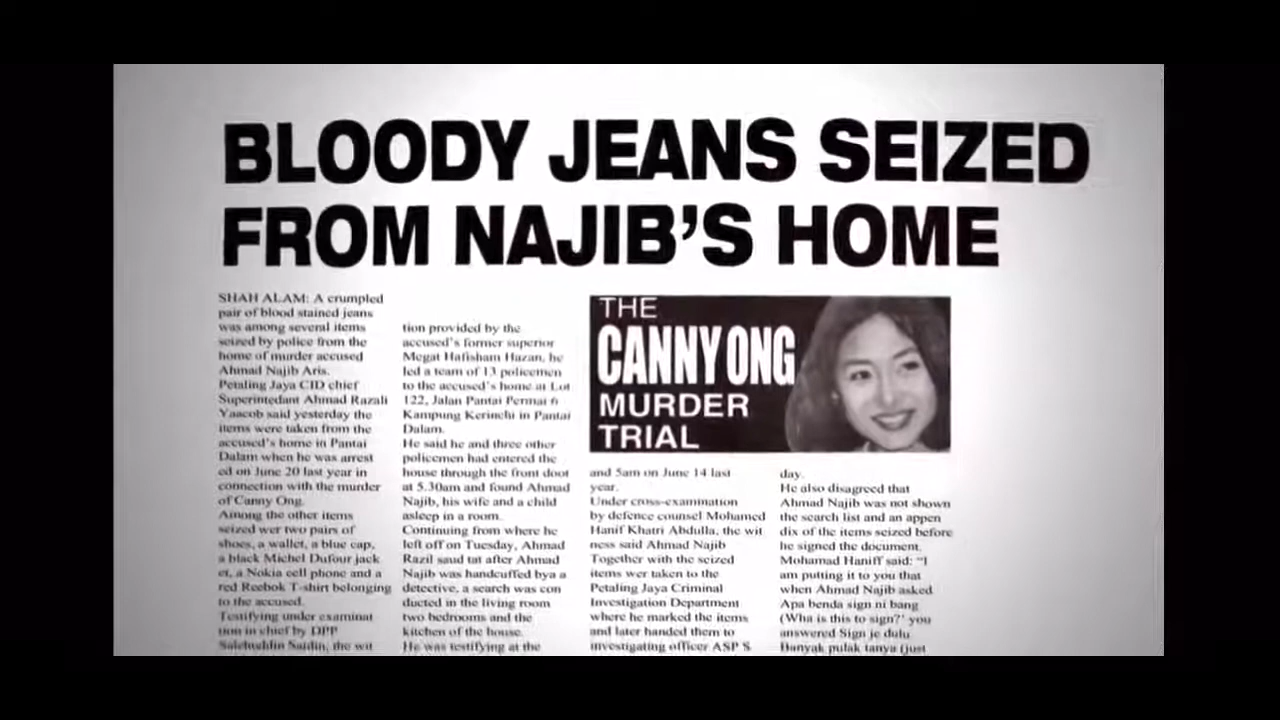 BLOODY JEANS SEIZED
FROM NAJIB'S HOME
SHAH ALAM: A crumpled
pair of blood stained jeans
was among several items
seized by police from the
home of murder accused
Ahmad Najib Aris.
Petaling Jaya CID chief
Superintedant Ahmad Razali
Yaacob said yesterday the
items were taken from the
accused's home in Pantai
Dalam when he was arrest
ed on June 20 last year in
connection with the murder
of Canny Ong.
Among the other items
seized wer two pairs of
shoes, a wallet, a blue cap,
a black Michel Dufour jack
et, a Nokia cell phone and a
red Reebok T-shirt belonging
to the accused.
Testifying under examinat
tion in chief by DPP
Salehuddin Saidin, the wit
tion provided by the
accused's former superior
Megat Hafisham Hazan, he
led a team of 13 policemen
to the accused's home at Lot
122, Jalan Pantai Permai 6
Kampung Kerinchi in Pantai
Dalam.
He said he and three other
policemen had entered the
house through the front door
at 5.30am and found Ahmad
Najib, his wife and a child
asleep in a room.
Continuing from where he
left off on Tuesday, Ahmad
Razil saud tat after Ahmad
Najib was handcuffed bya a
detective, a search was con
ducted in the living room
two bedrooms and the
kitchen of the house.
He was testifying at the
THE
CANNY ONG
MURDER
TRIAL
and 5am on June 14 last
year.
Under cross-examination
by defence counsel Mohamed
Hanif Khatri Abdulla, the wit
ness said Ahmad Najib
Together with the seized
items wer taken to the
Petaling Jaya Criminal
Investigation Department
where he marked the items
and later handed them to
investigating officer ASP S
day.
He also disagreed that
Ahmad Najib was not shown
the search list and an appen
dix of the items seized before
he signed the document.
Mohamad Haniff said: "I
am putting it to you that
when Ahmad Najib asked
Apa benda sign ni bang
(Wha is this to sign?' you
answered Sign je dulu
Banyak pulak tanya (just